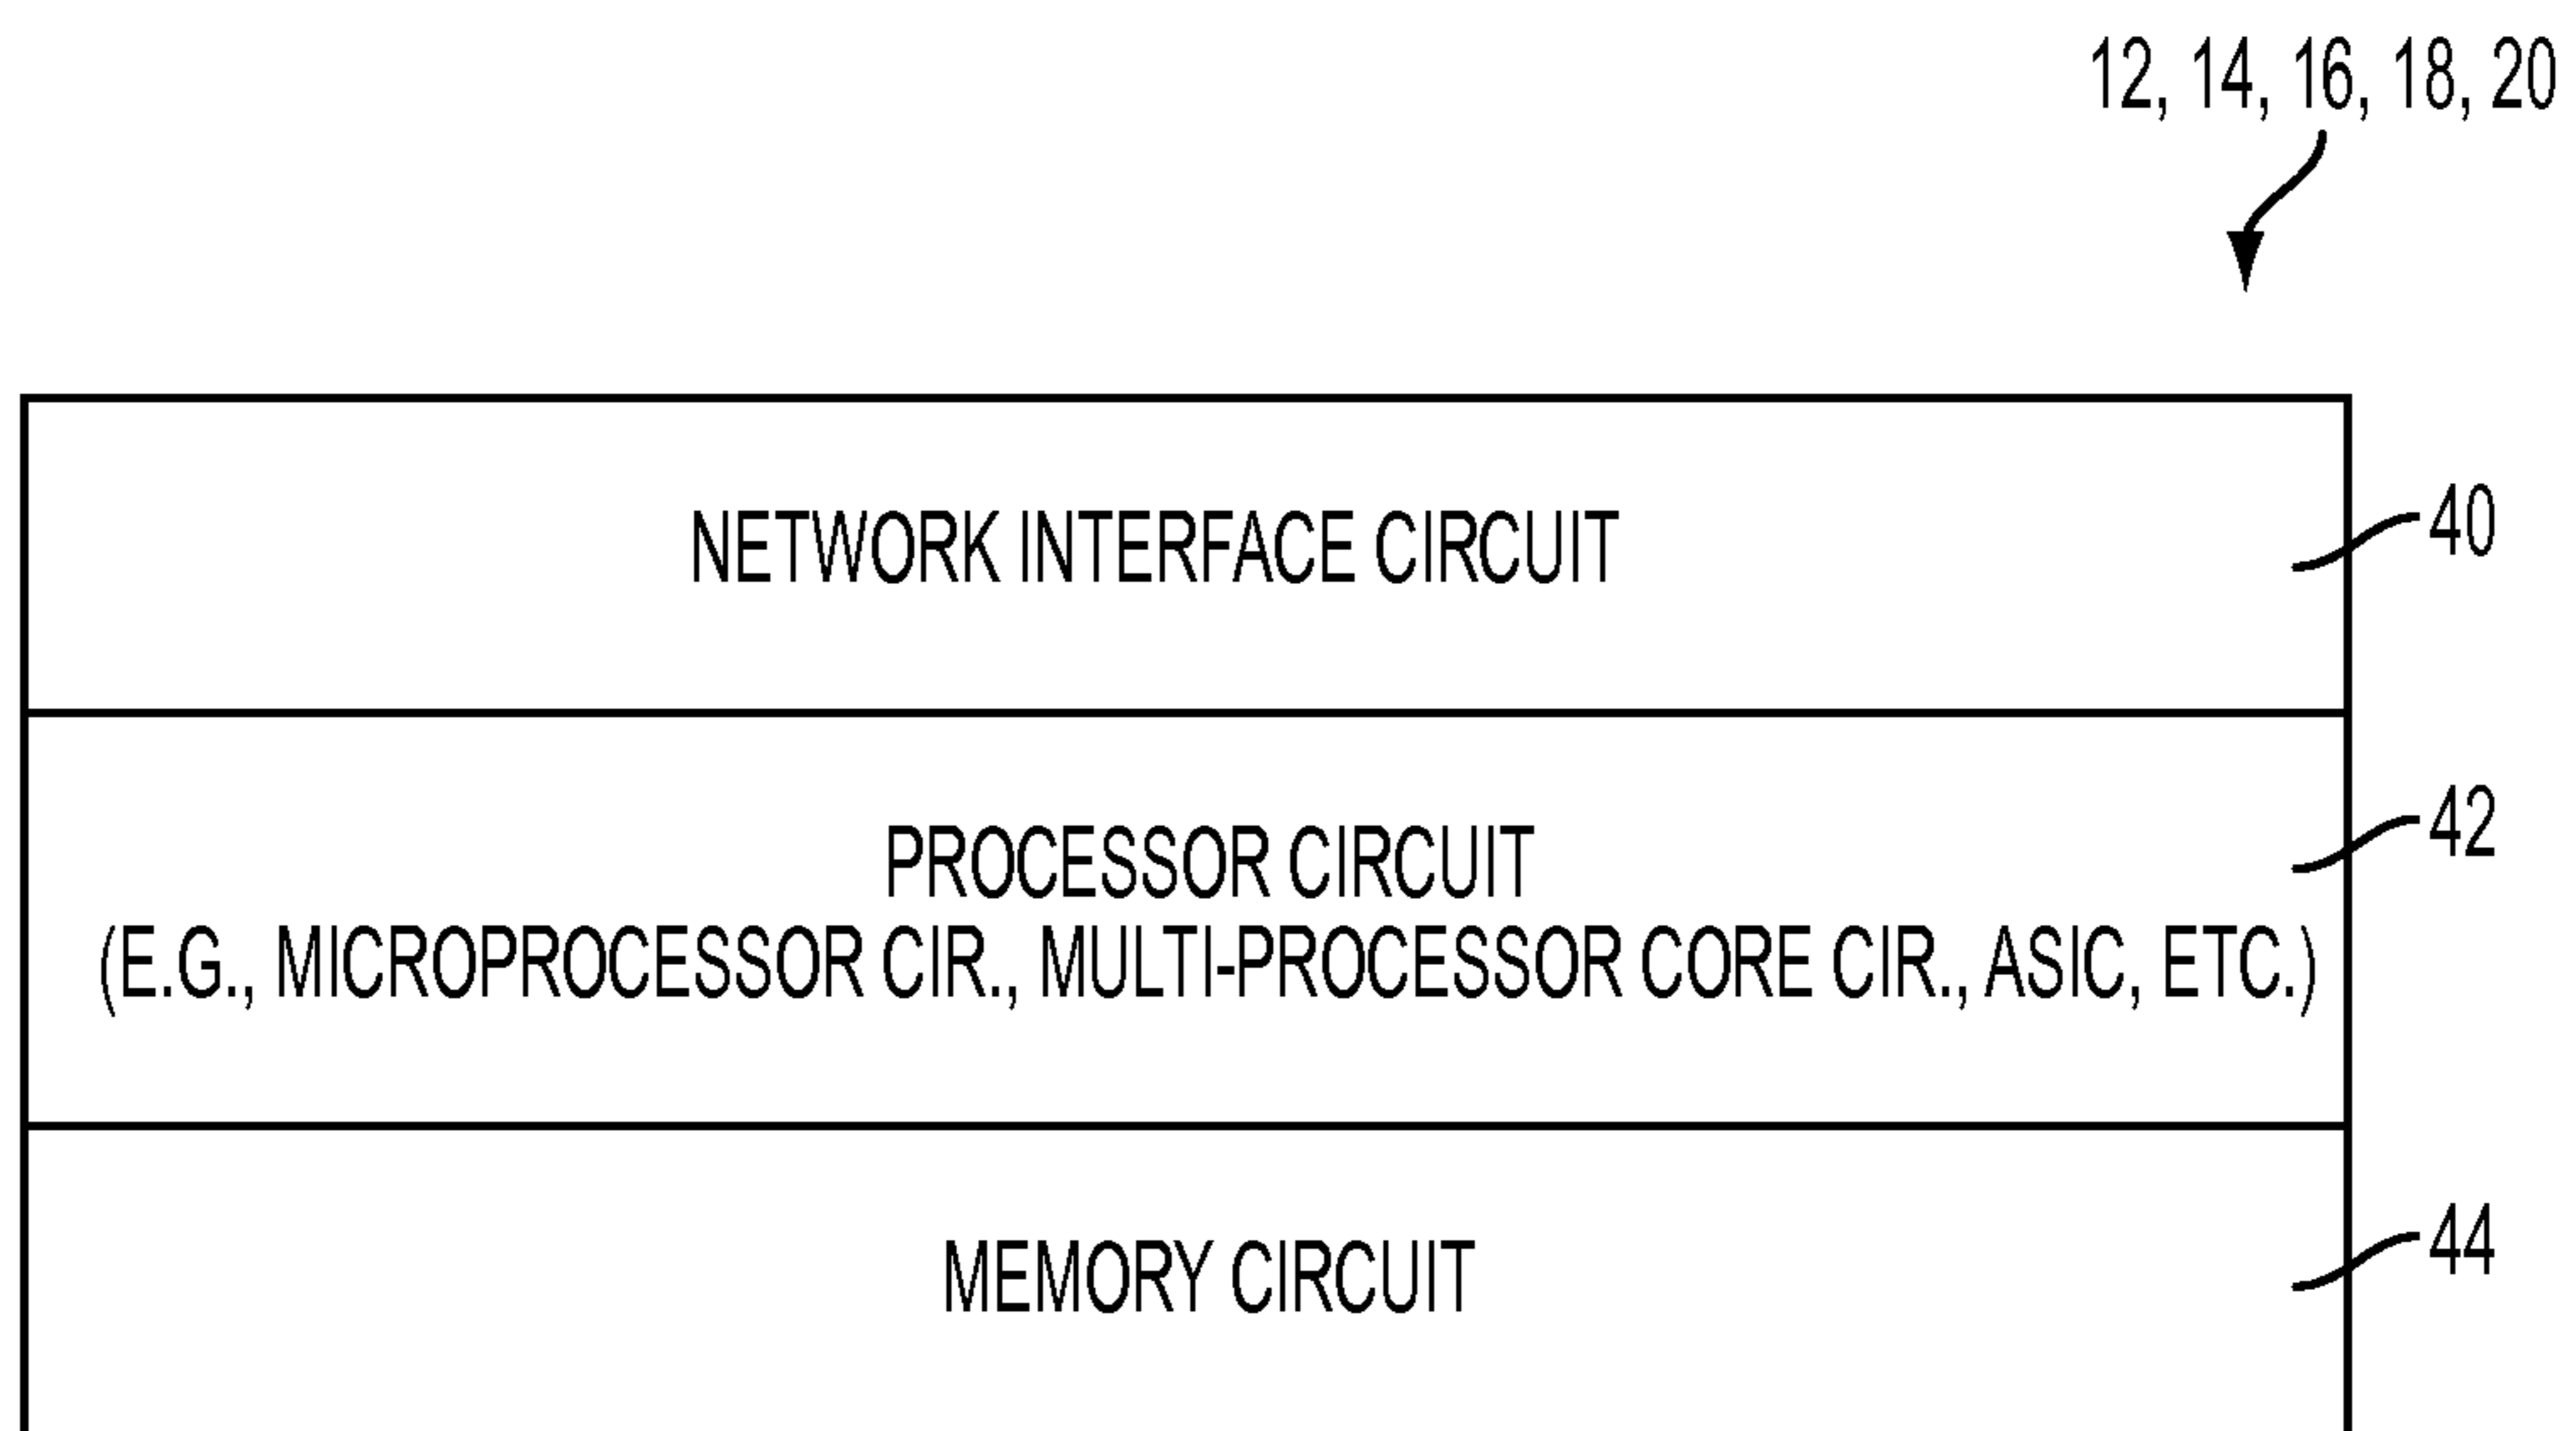 12, 14, 16, 18, 20
NETWORK INTERFACE CIRCUIT
40
PROCESSOR CIRCUIT
42
(E.G., MICROPROCESSOR CIR., MULTI-PROCESSOR CORE CIR., ASIC, ETC.)
MEMORY CIRCUIT
44